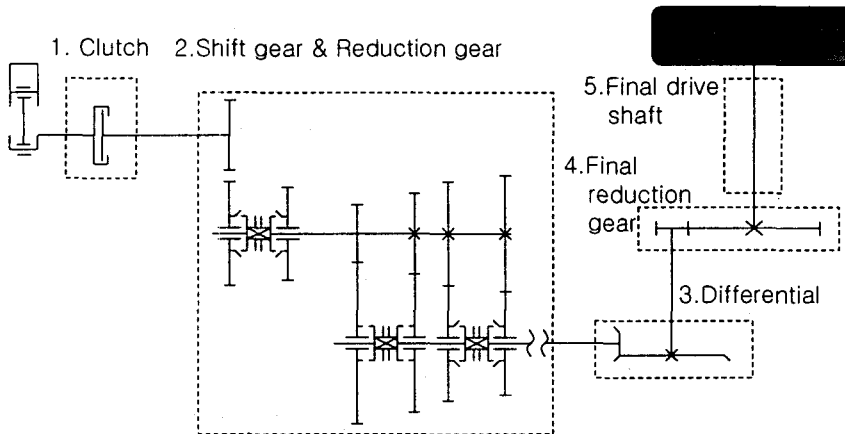 1. Clutch
2.Shift gear & Reduction gear
5.Final drive
shaft
4.Final
reduction
gear
3.Differential